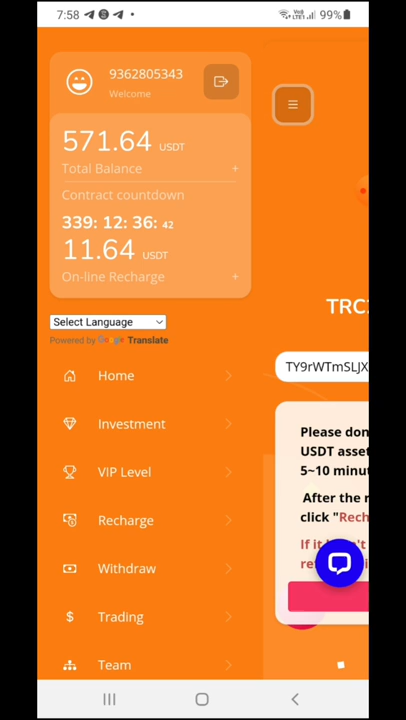 7:58
99%
9362805343
Welcome
571.64 USDT
Total Balance +
Contract countdown
339: 12: 36: 42
11.64 USDT
On-line Recharge +
Select Language
Powered by Google Translate
Home
Investment
VIP Level
Recharge
Withdraw
Trading
Team
TRC
TY9rWTmSLJX
Please don
USDT asset
5~10 minut
After the r
click "Rech
If it